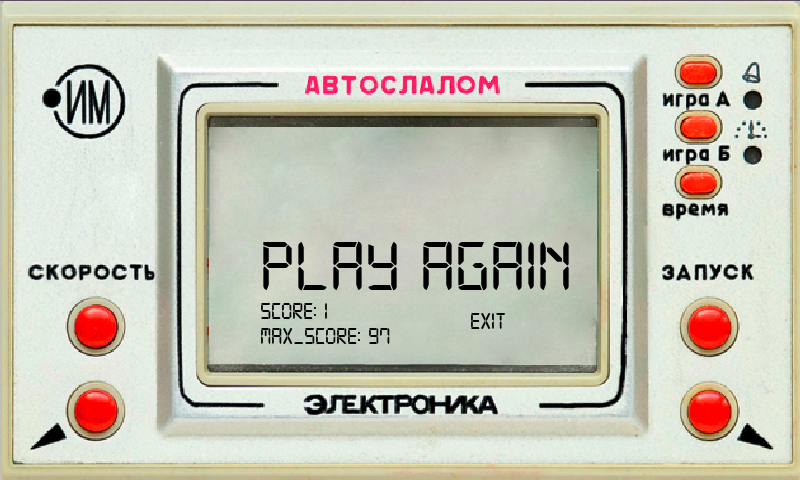 ИМ
АВТОСЛАЛОМ
игра А
игра Б
время
СКОРОСТЬ
ЗАПУСК
PLAY AGAIN
SCORE: 1
MAX_SCORE: 97
EXIT
ЭЛЕКТРОНИКА